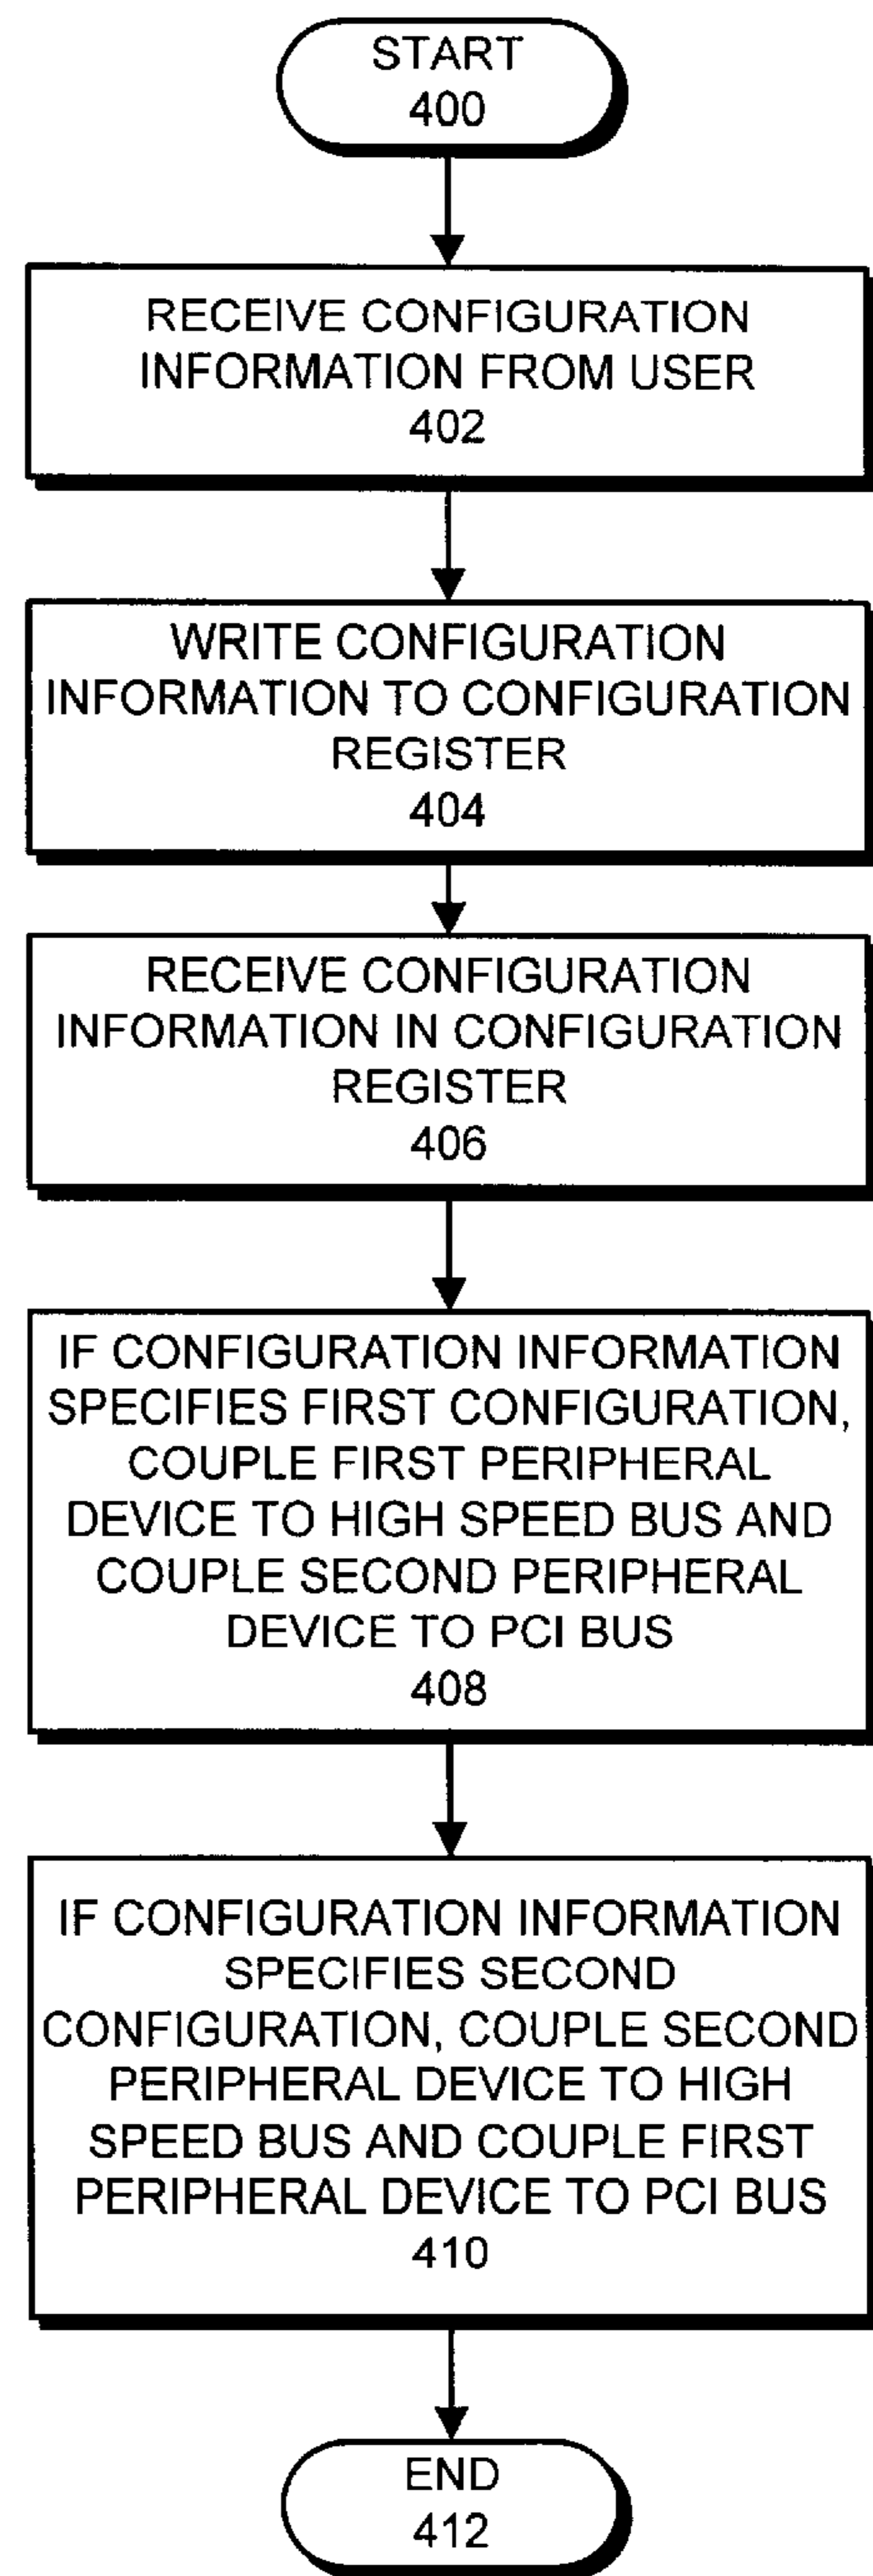 START
400
RECEIVE CONFIGURATION
INFORMATION FROM USER
402
WRITE CONFIGURATION
INFORMATION TO CONFIGURATION
REGISTER
404
RECEIVE CONFIGURATION
INFORMATION IN CONFIGURATION
REGISTER
406
IF CONFIGURATION INFORMATION
SPECIFIES FIRST CONFIGURATION,
COUPLE FIRST PERIPHERAL
DEVICE TO HIGH SPEED BUS AND
COUPLE SECOND PERIPHERAL
DEVICE TO PCI BUS
408
IF CONFIGURATION INFORMATION
SPECIFIES SECOND
CONFIGURATION, COUPLE SECOND
PERIPHERAL DEVICE TO HIGH
SPEED BUS AND COUPLE FIRST
PERIPHERAL DEVICE TO PCI BUS
410
END
412